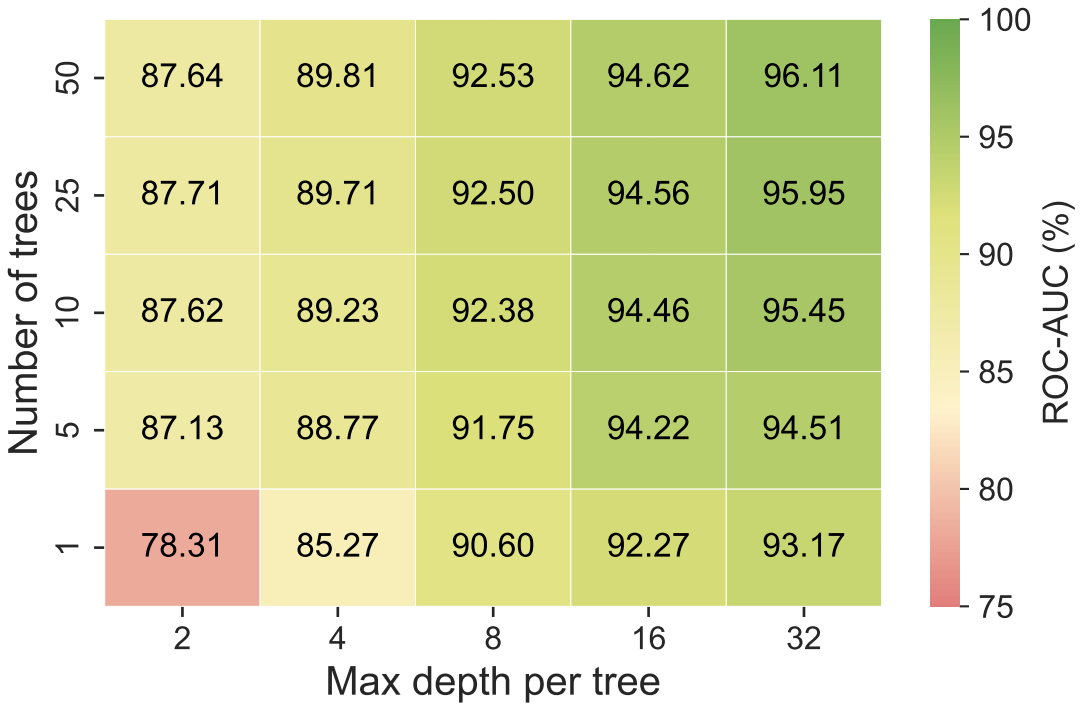 50 87.64 89.81 92.53 94.62 96.11
25 87.71 89.71 92.50 94.56 95.95
10 87.62 89.23 92.38 94.46 95.45
5 87.13 88.77 91.75 94.22 94.51
1 78.31 85.27 90.60 92.27 93.17
2 4 8 16 32
Max depth per tree
Number of trees
100
95
90
85
80
75
ROC-AUC (%)